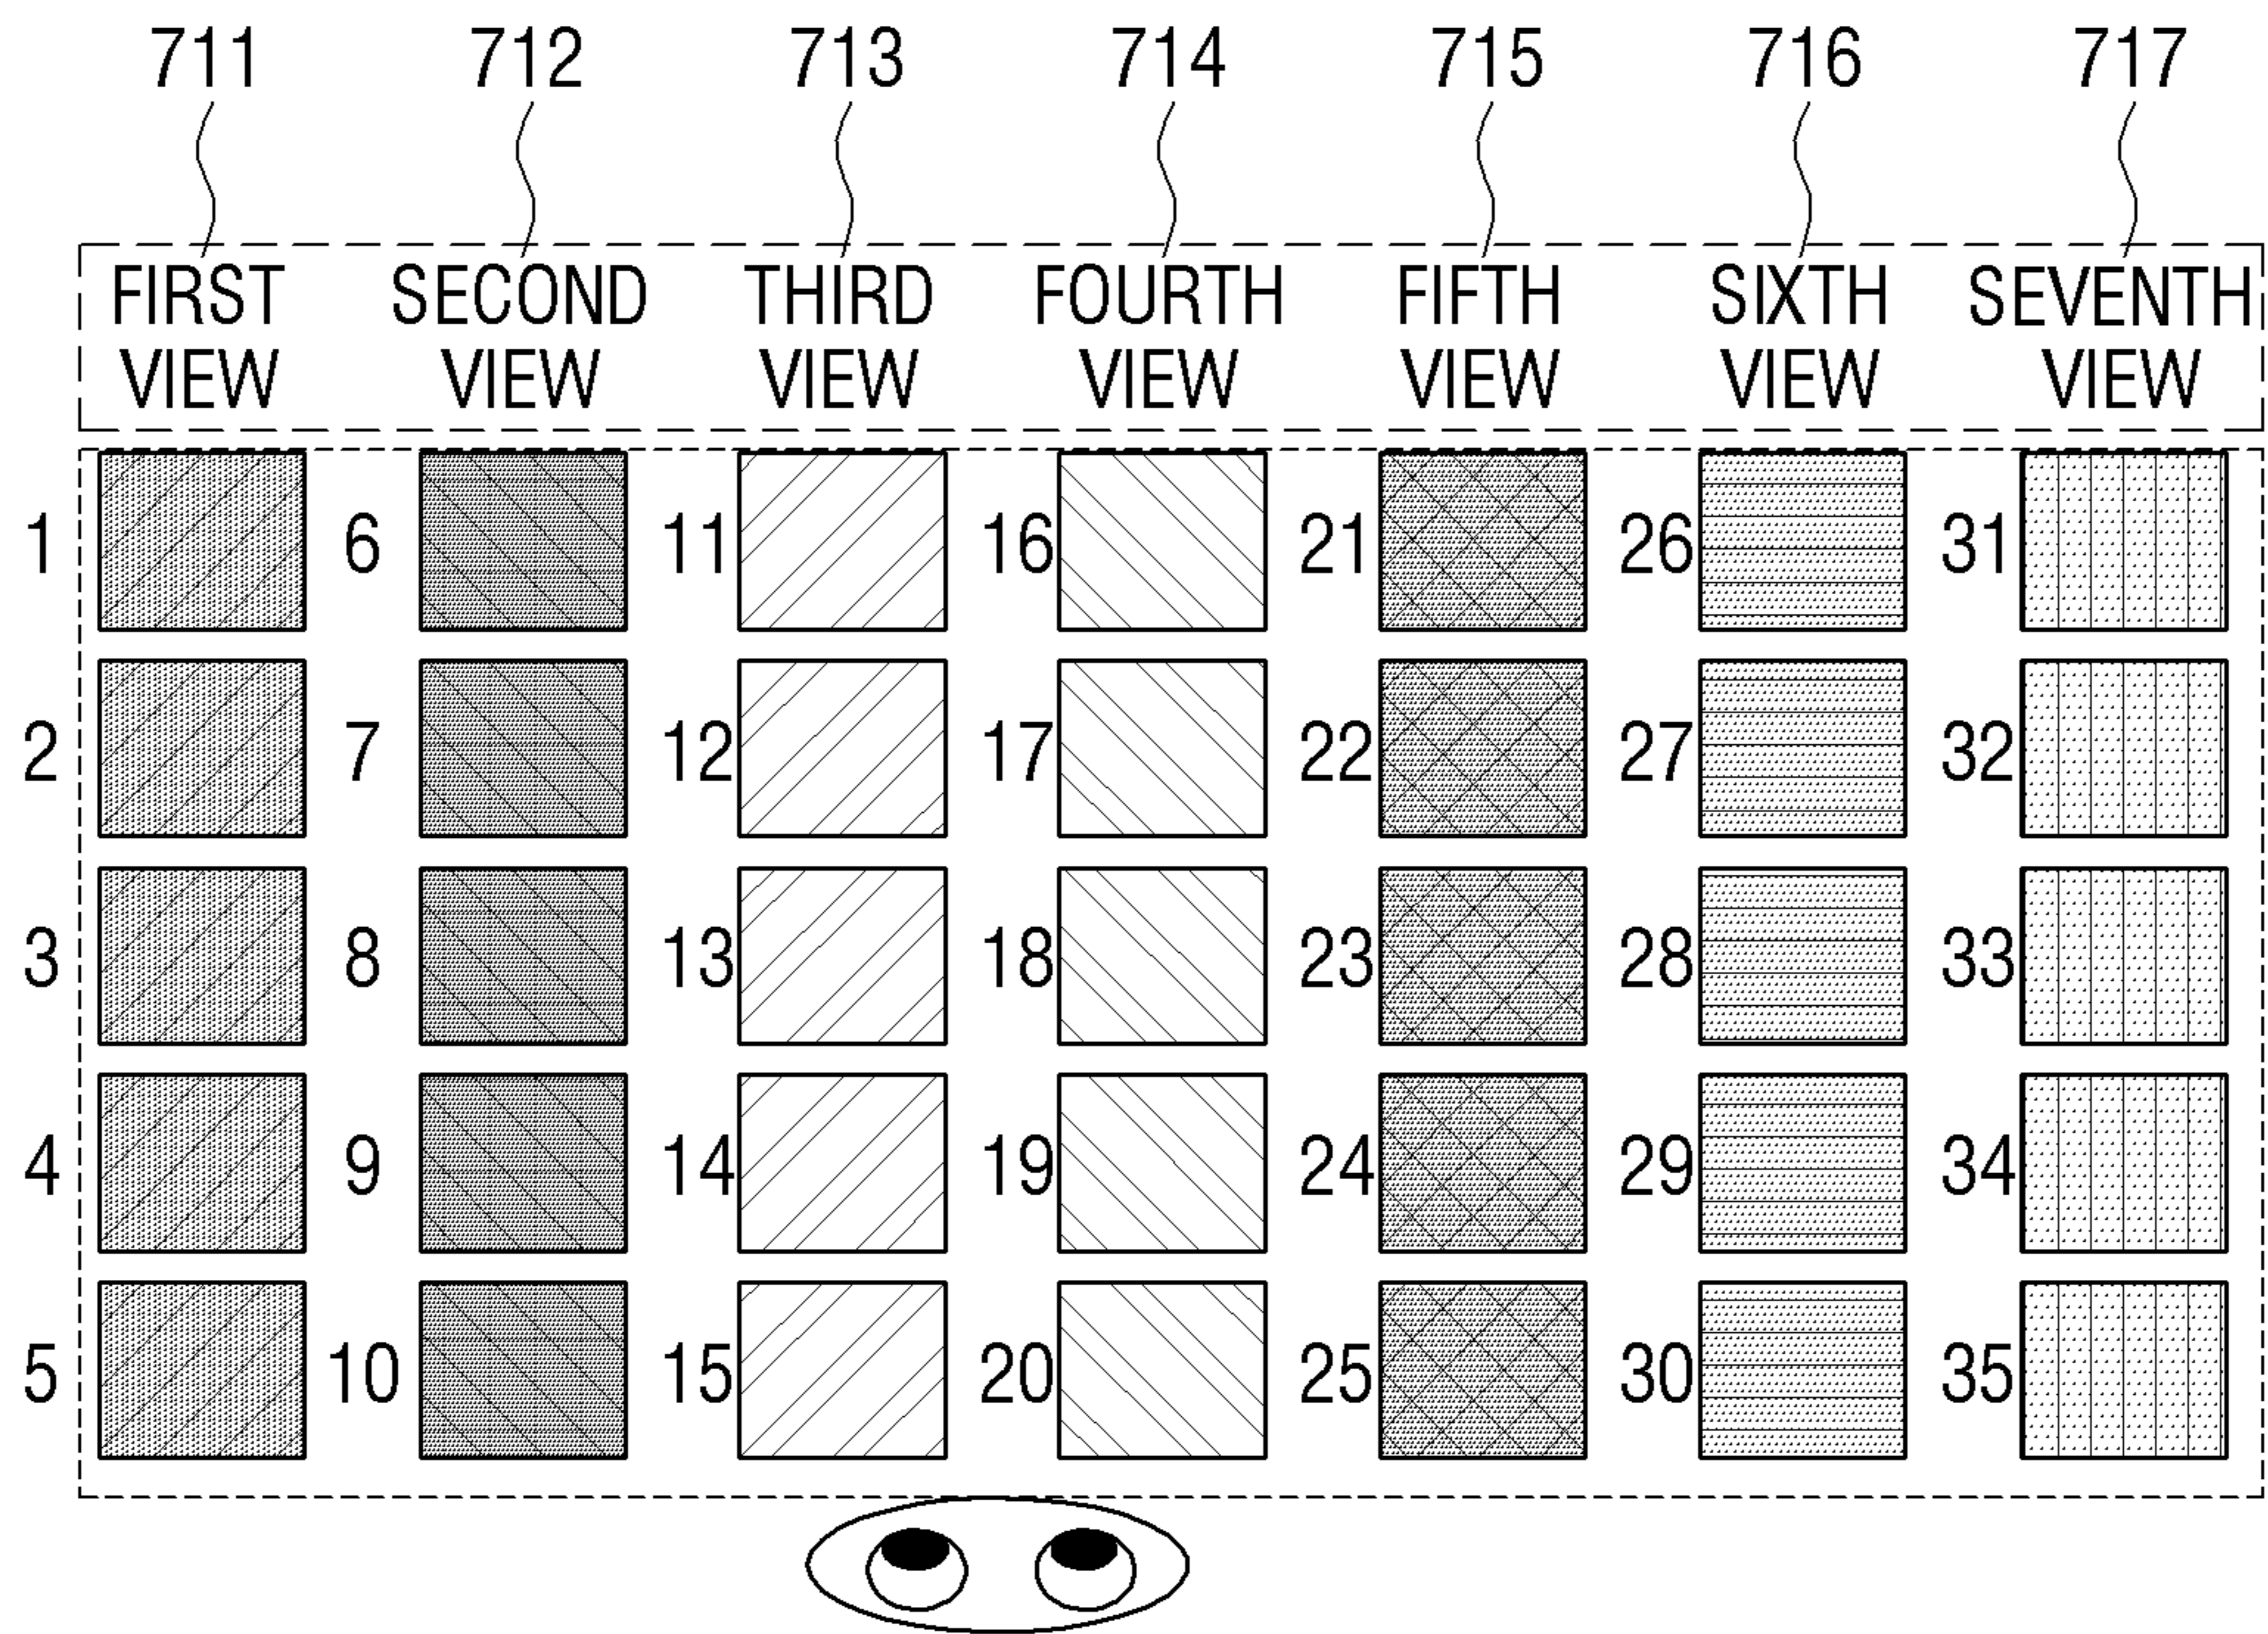 711 712 713 714 715 716 717
FIRST SECOND THIRD FOURTH FIFTH SIXTH SEVENTH
VIEW VIEW VIEW VIEW VIEW VIEW VIEW
1 6 11 16 21 26 31
2 7 12 17 22 27 32
3 8 13 18 23 28 33
4 9 14 19 24 29 34
5 10 15 20 25 30 35